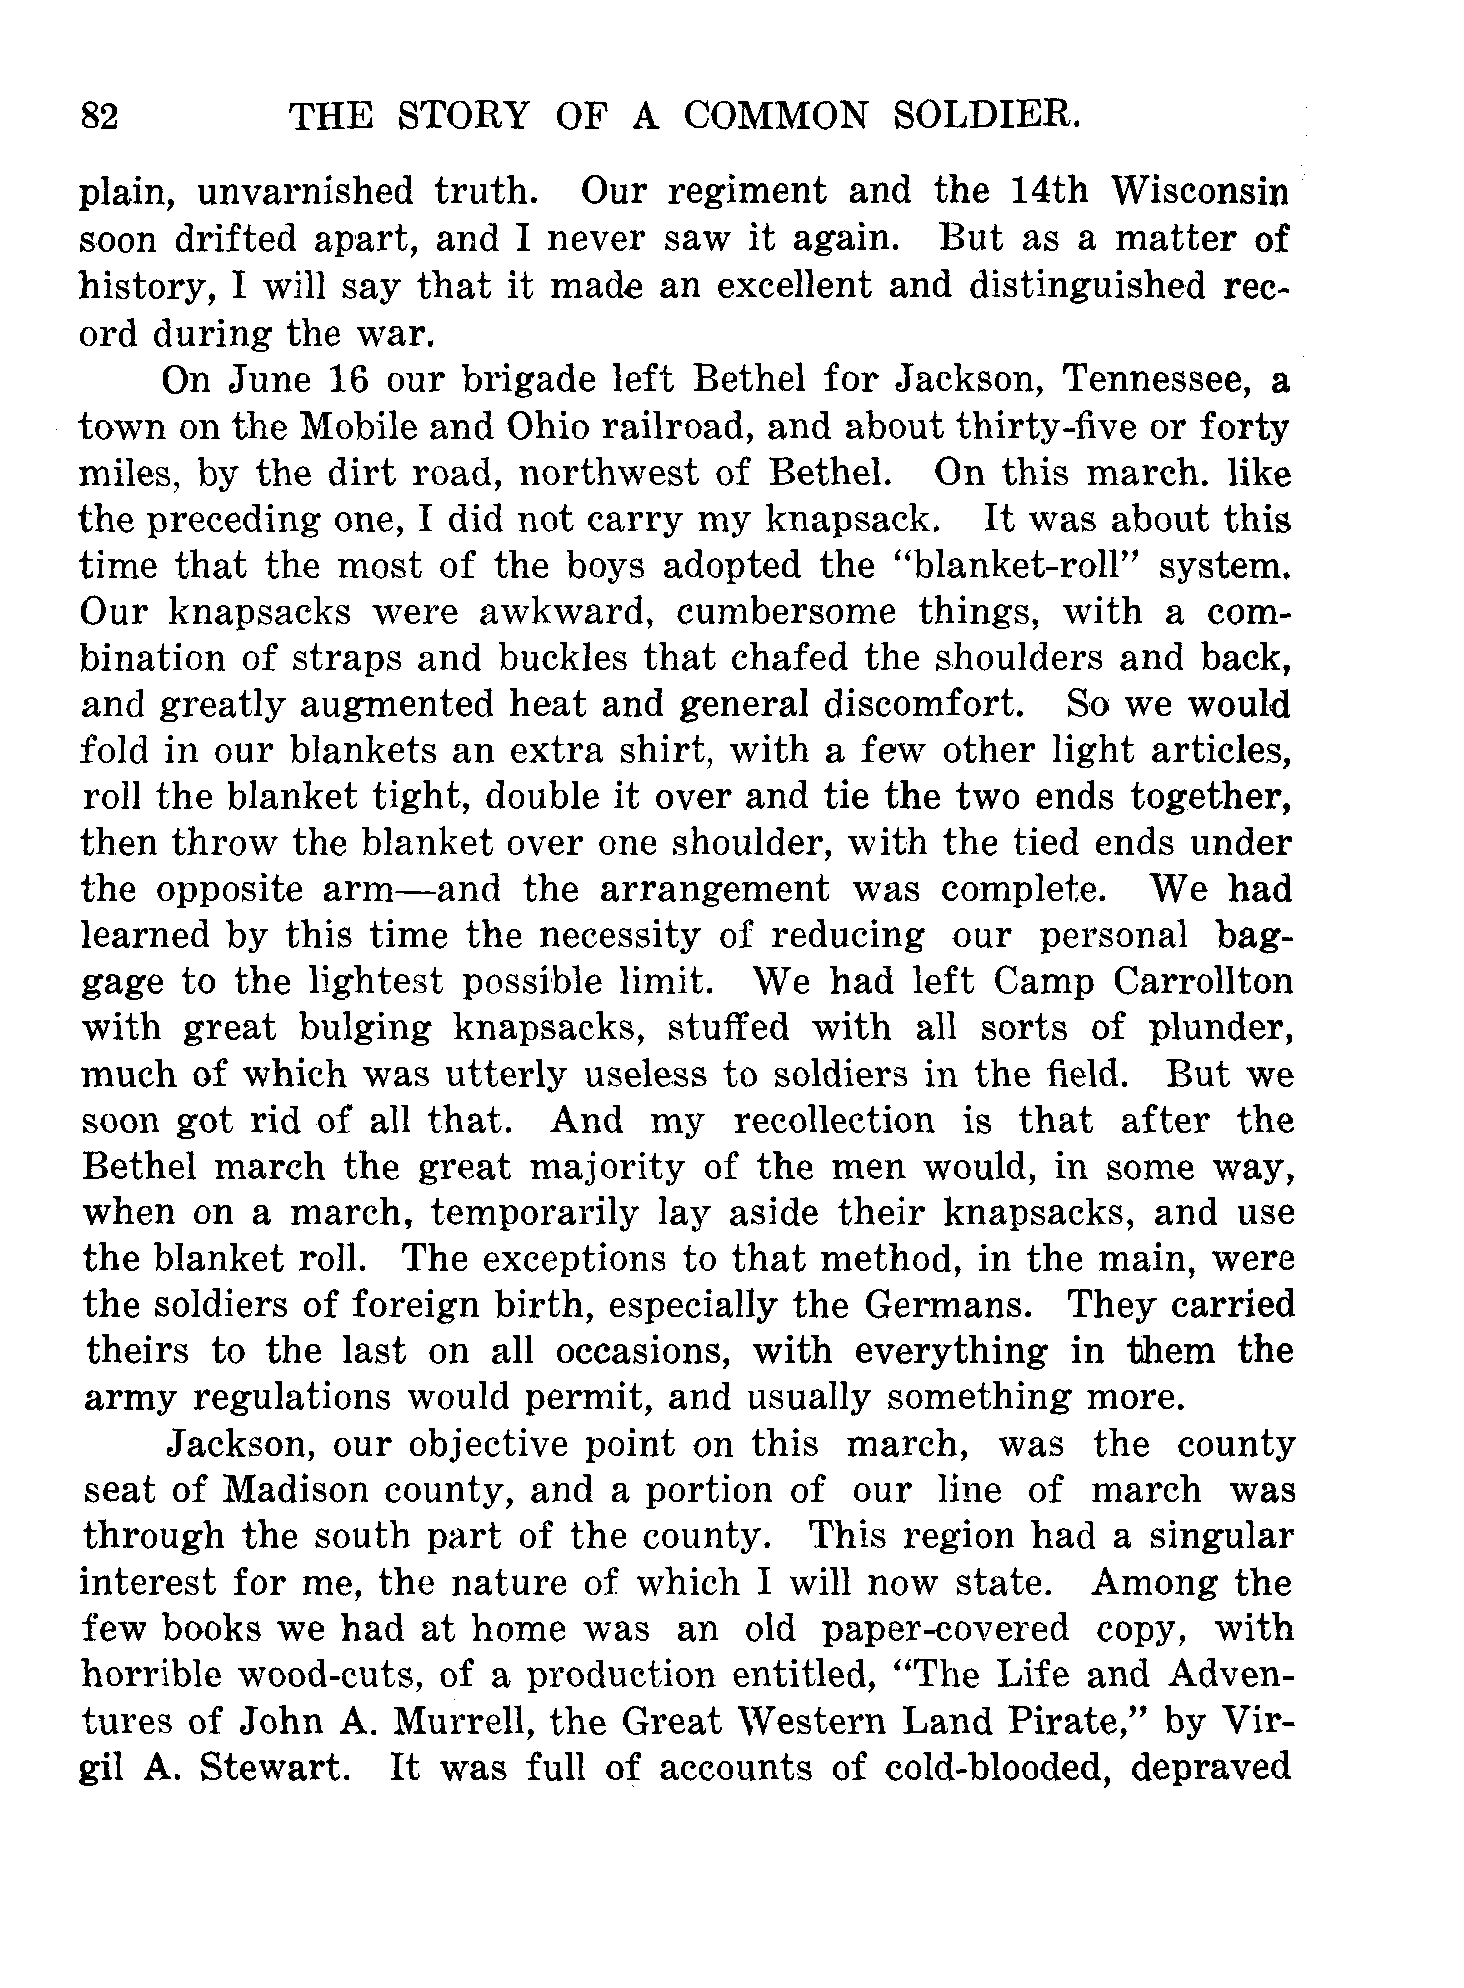 82 THE STORY OF A COMMON SOLDIER.
plain, unvarnished truth. Our regiment and the 14th Wisconsin
soon drifted apart, and I never saw it again. But as a matter of
history, I will say that it made an excellent and distinguished rec-
ord during the war.
On June 16 our brigade left Bethel for Jackson, Tennessee, a
town on the Mobile and Ohio railroad, and about thirty-five or forty
miles, by the dirt road, northwest of Bethel. On this march. like
the preceding one, I did not carry my knapsack. It was about this
time that the most of the boys adopted the “blanket-roll” system.
Our knapsacks were awkward, cumbersome things, with a com-
bination of straps and buckles that chafed the shoulders and back,
and greatly augmented heat and general discomfort. So we would
fold in our blankets an extra shirt, with a few other light articles,
roll the blanket tight, double it over and tie the two ends together,
then throw the blanket over one shoulder, with the tied ends under
the opposite arm—and the arrangement was complete. We had
learned by this time the necessity of reducing our personal bag-
gage to the lightest possible limit. We had left Camp Carrollton
with great bulging knapsacks, stuffed with all sorts of plunder,
much of which was utterly useless to soldiers in the field. But we
soon got rid of all that. And my recollection is that after the
Bethel march the great majority of the men would, in some way,
when on a march, temporarily lay aside their knapsacks, and use
the blanket roll. The exceptions to that method, in the main, were
the soldiers of foreign birth, especially the Germans. They carried
theirs to the last on all occasions, with everything in them the
army regulations would permit, and usually something more.
Jackson, our objective point on this march, was the county
seat of Madison county, and a portion of our line of march was
through the south part of the county. This region had a singular
interest for me, the nature of which I will now state. Among the
few books we had at home was an old paper-covered copy, with
horrible wood-cuts, of a production entitled, “The Life and Adven-
tures of John A. Murrell, the Great Western Land Pirate,” by Vir-
gil A. Stewart. It was full of accounts of cold-blooded, depraved